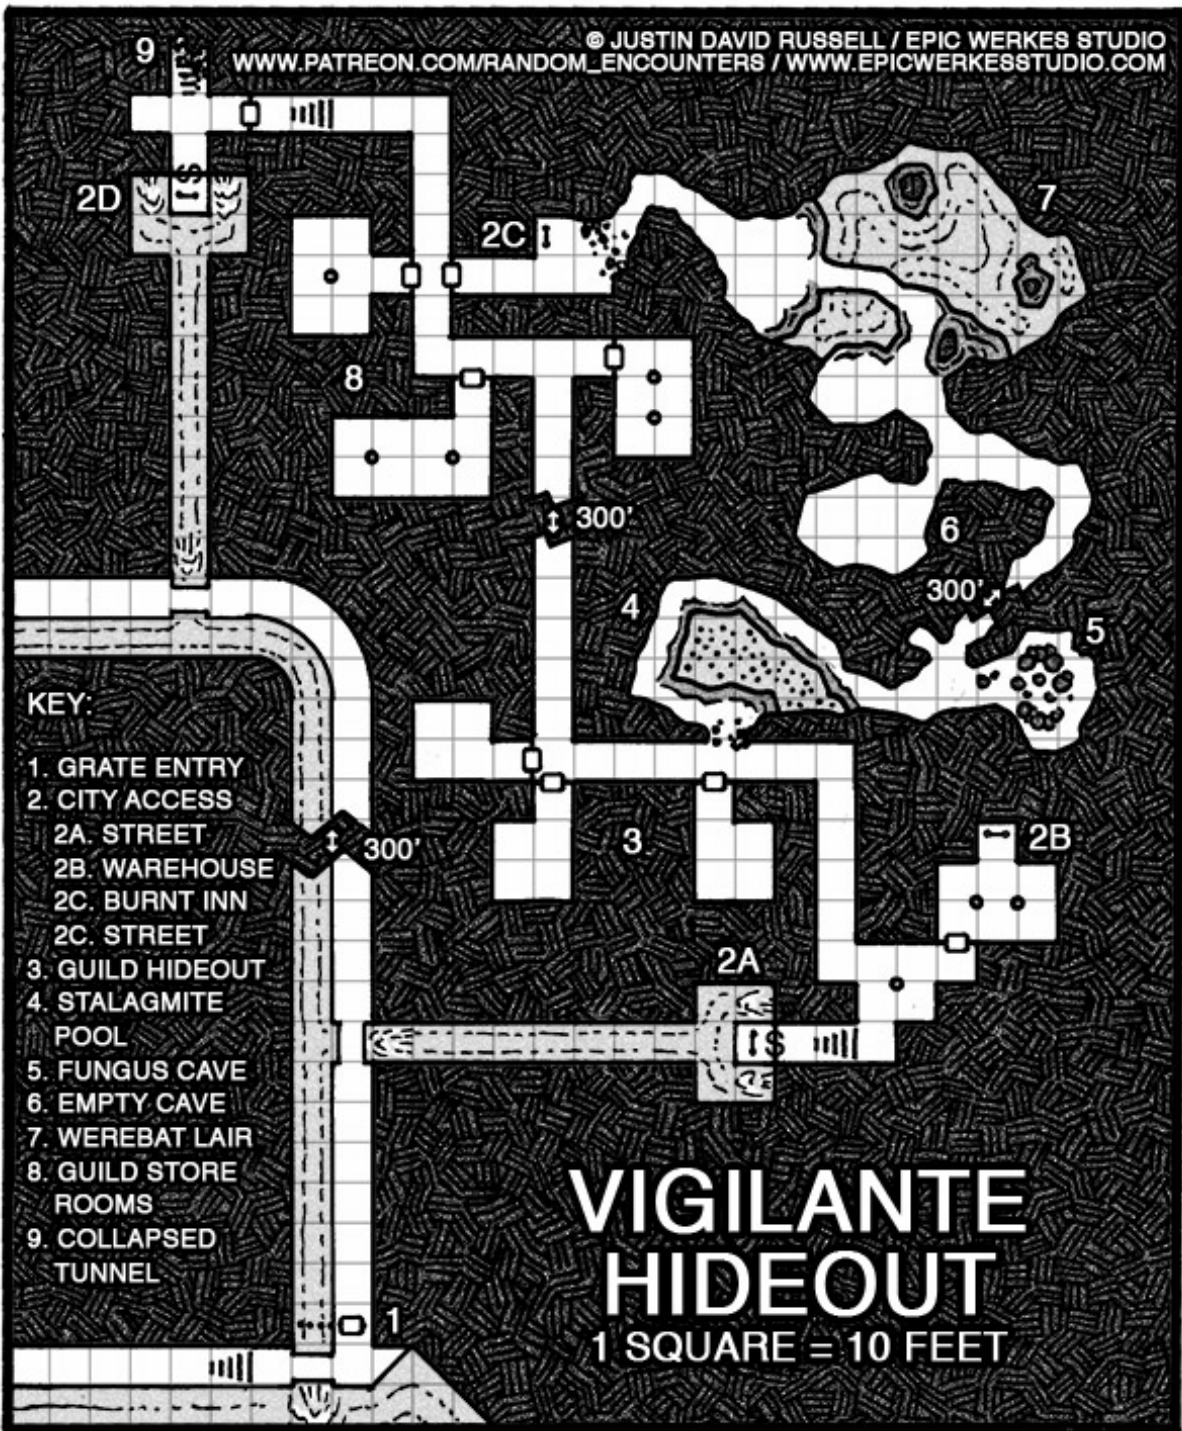 © JUSTIN DAVID RUSSELL / EPIC WERKES STUDIO
WWW.PATREON.COM/RANDOM_ENCOUNTERS / WWW.EPICWERKESSTUDIO.COM
9
S
2D
2C
7
8
300'
6
300'
4
5
KEY:
1. GRATE ENTRY
2. CITY ACCESS
2A. STREET
2B. WAREHOUSE
2C. BURNT INN
2C. STREET
3. GUILD HIDEOUT
4. STALAGMITE
POOL
5. FUNGUS CAVE
6. EMPTY CAVE
7. WEREBAT LAIR
8. GUILD STORE
ROOMS
9. COLLAPSED
TUNNEL
300'
3
2B
2A
S
1
VIGILANTE
HIDEOUT
1 SQUARE = 10 FEET